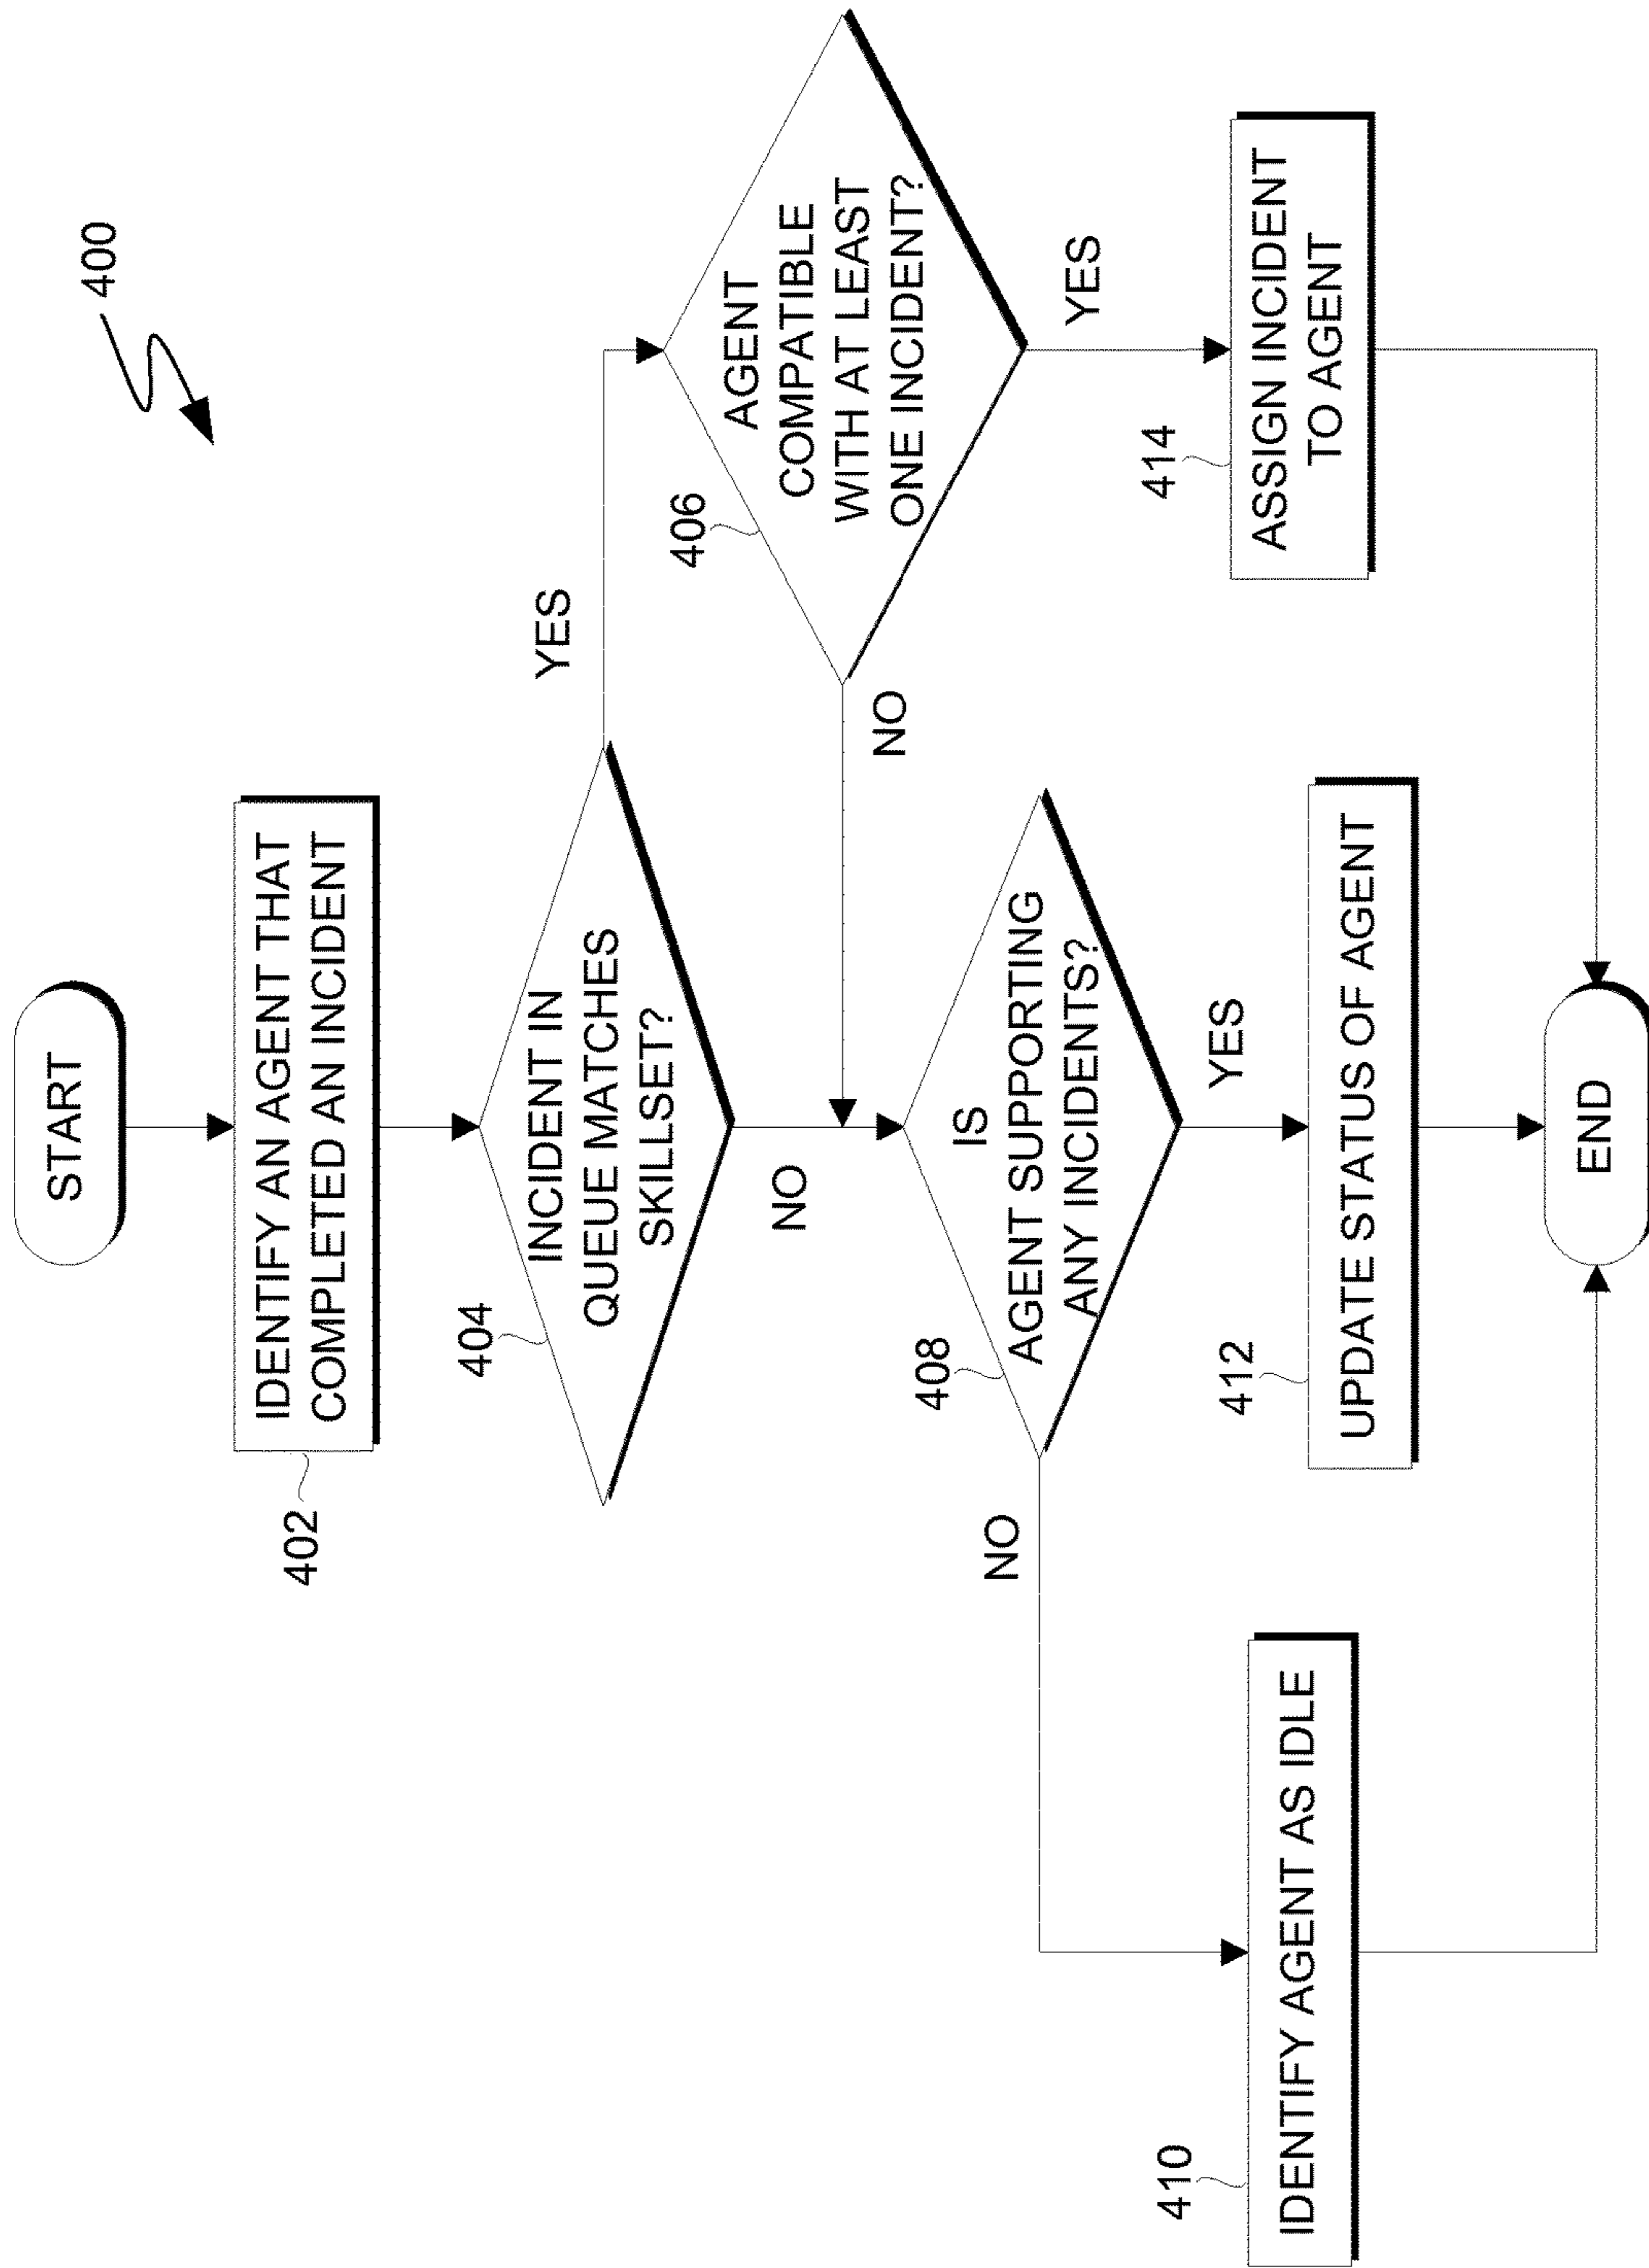 400
START
402
IDENTIFY AN AGENT THAT
COMPLETED AN INCIDENT
404
INCIDENT IN
QUEUE MATCHES
SKILLSET?
YES
NO
406
AGENT
COMPATIBLE
WITH AT LEAST
ONE INCIDENT?
NO
YES
408
IS
AGENT SUPPORTING
ANY INCIDENTS?
NO
YES
410
IDENTIFY AGENT AS IDLE
412
UPDATE STATUS OF AGENT
414
ASSIGN INCIDENT
TO AGENT
END